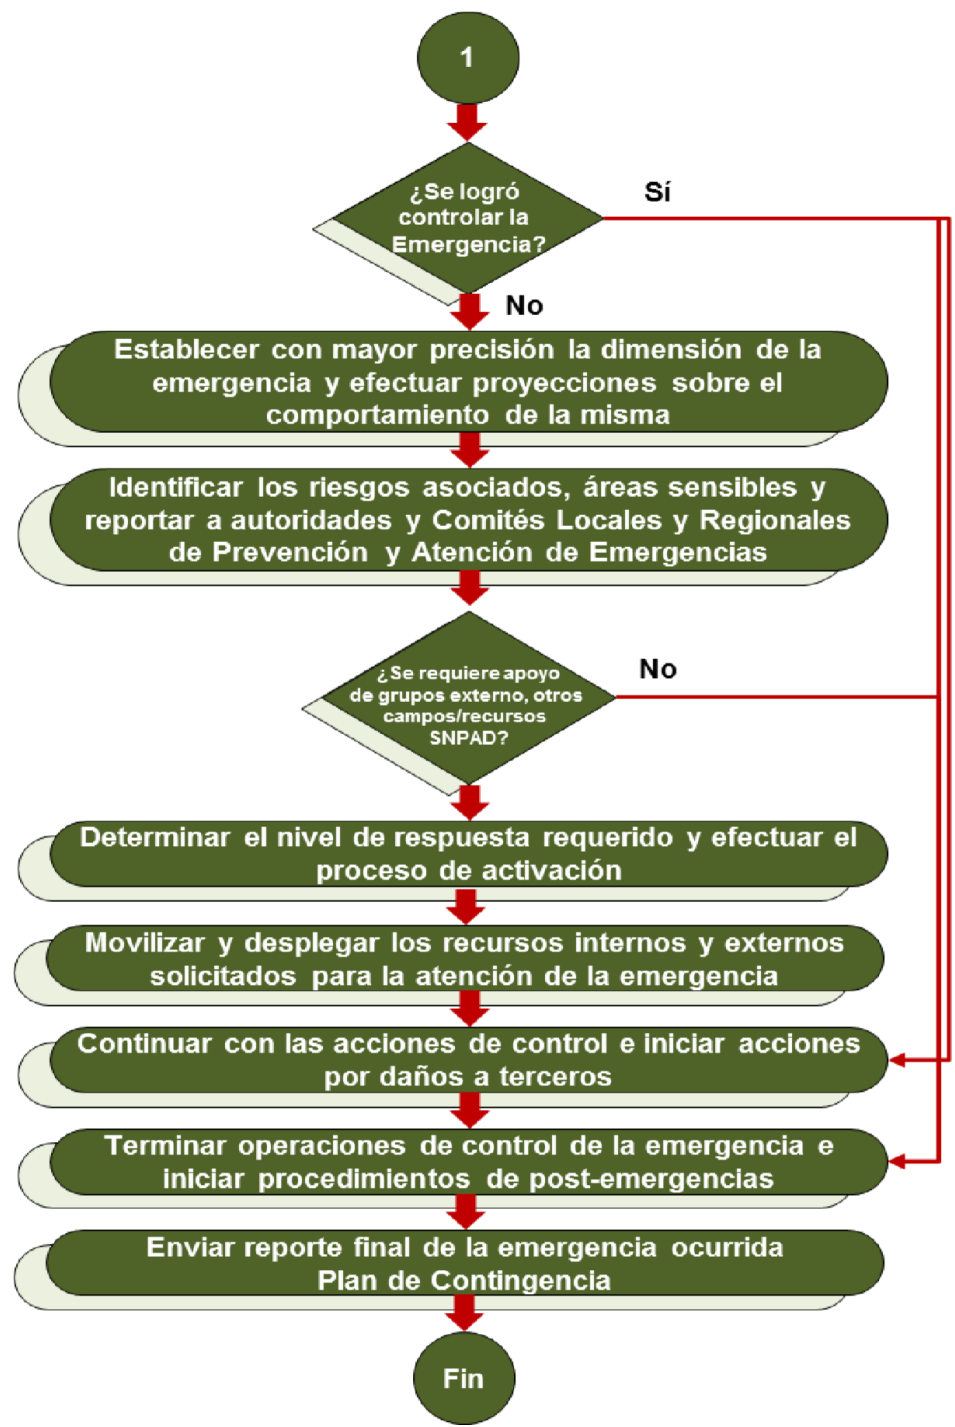 1
¿Se logró
controlar la
Emergencia?
Sí
No
Establecer con mayor precisión la dimensión de la
emergencia y efectuar proyecciones sobre el
comportamiento de la misma
Identificar los riesgos asociados, áreas sensibles y
reportar a autoridades y Comités Locales y Regionales
de Prevención y Atención de Emergencias
¿Se requiere apoyo
de grupos externo, otros
campos/recursos
SNPAD?
No
Determinar el nivel de respuesta requerido y efectuar el
proceso de activación
Movilizar y desplegar los recursos internos y externos
solicitados para la atención de la emergencia
Continuar con las acciones de control e iniciar acciones
por daños a terceros
Terminar operaciones de control de la emergencia e
iniciar procedimientos de post-emergencias
Enviar reporte final de la emergencia ocurrida
Plan de Contingencia
Fin